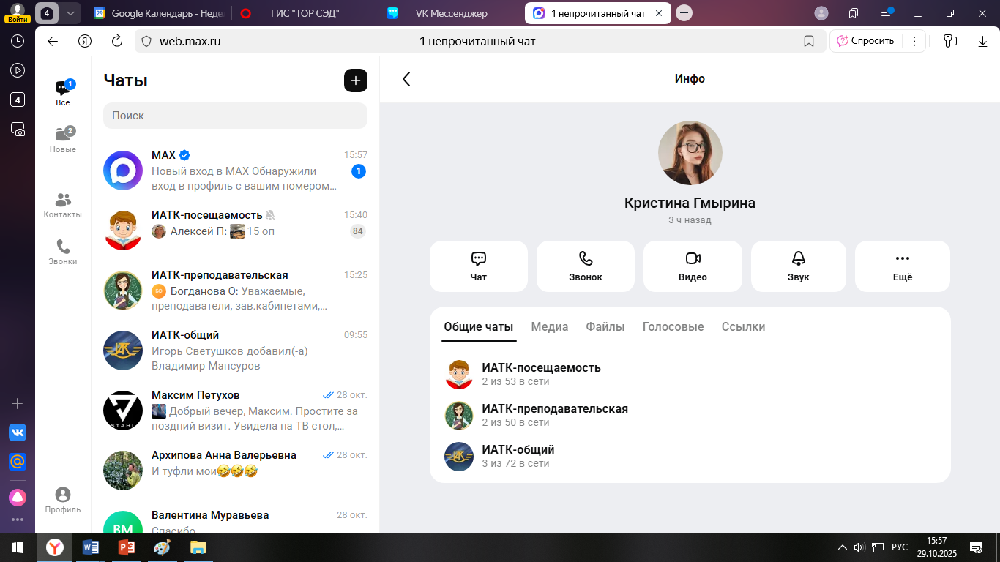 Войти
4
Google Календарь - Неде
ГИС "ТОР СЭД"
VK Мессенджер
1 непрочитанный чат
web.max.ru
1 непрочитанный чат
Спросить
4
1
Все
2
Новые
Контакты
Звонки
Профиль
Чаты
Поиск
MAX 15:57
Новый вход в MAX Обнаружили
вход в профиль с вашим номером…
1
ИАТК-посещаемость 15:40
Алексей П: 15 оп 84
ИАТК-преподавательская 15:25
БО Богданова О: Уважаемые,
преподаватели, зав.кабинетами,…
ИАТК-общий 09:55
Игорь Светушков добавил(-а)
Владимир Мансуров
Максим Петухов 28 окт.
Добрый вечер, Максим. Простите за
поздний визит. Увидела на ТВ стол,…
STAHL
Архипова Анна Валерьевна 28 окт.
И туфли мои🤣🤣🤣
Валентина Муравьева 28 окт.
ВМ Спасибо
Инфо
Кристина Гмырина
3 ч назад
Чат
Звонок
Видео
Звук
Ещё
Общие чаты Медиа Файлы Голосовые Ссылки
ИАТК-посещаемость
2 из 53 в сети
ИАТК-преподавательская
2 из 50 в сети
ИАТК-общий
3 из 72 в сети
РУС
15:57
29.10.2025